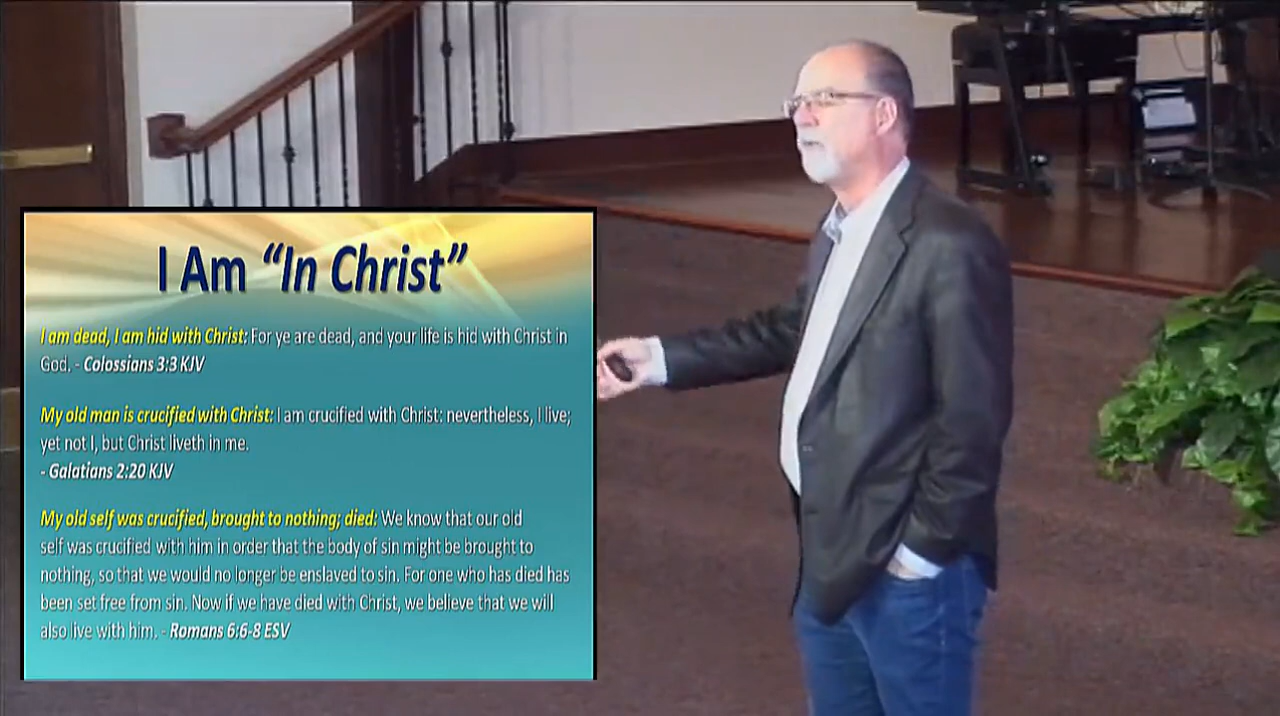 I Am “In Christ”
I am dead, I am hid with Christ: For ye are dead, and your life is hid with Christ in
God. - Colossians 3:3 KJV
My old man is crucified with Christ: I am crucified with Christ: nevertheless, I live;
yet not I, but Christ liveth in me.
- Galatians 2:20 KJV
My old self was crucified, brought to nothing; died: We know that our old
self was crucified with him in order that the body of sin might be brought to
nothing, so that we would no longer be enslaved to sin. For one who has died has
been set free from sin. Now if we have died with Christ, we believe that we will
also live with him. - Romans 6:6-8 ESV